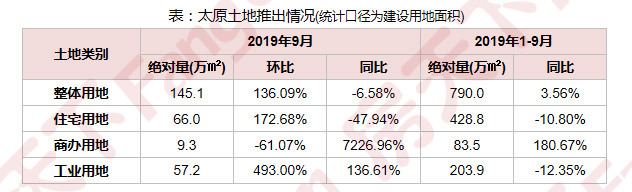 表：太原土地推出情况(统计口径为建设用地面积)
土地类别 2019年9月 2019年1-9月
绝对量(万㎡) 环比 同比 绝对量(万㎡) 同比
整体用地 145.1 136.09% -6.58% 790.0 3.56%
住宅用地 66.0 172.68% -47.94% 428.8 -10.80%
商办用地 9.3 -61.07% 7226.96% 83.5 180.67%
工业用地 57.2 493.00% 136.61% 203.9 -12.35%